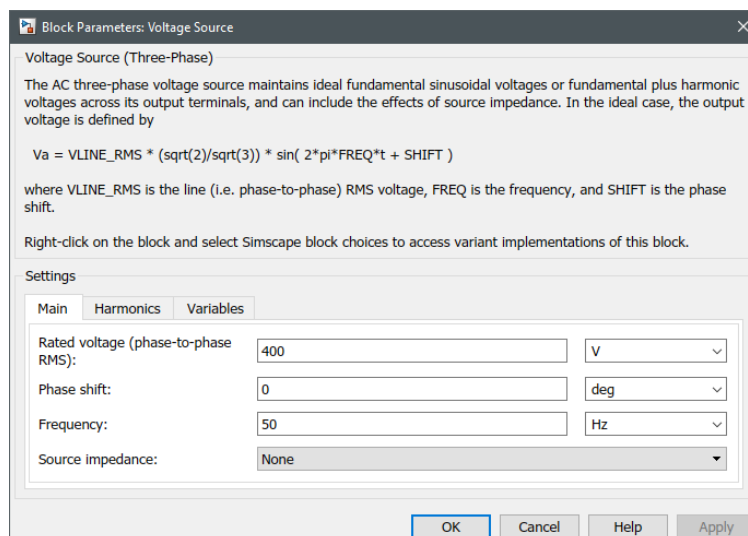 Block Parameters: Voltage Source
Voltage Source (Three-Phase)
The AC three-phase voltage source maintains ideal fundamental sinusoidal voltages or fundamental plus harmonic
voltages across its output terminals, and can include the effects of source impedance. In the ideal case, the output
voltage is defined by
Va = VLINE_RMS * (sqrt(2)/sqrt(3)) * sin( 2*pi*FREQ*t + SHIFT )
where VLINE_RMS is the line (i.e. phase-to-phase) RMS voltage, FREQ is the frequency, and SHIFT is the phase
shift.
Right-click on the block and select Simscape block choices to access variant implementations of this block.
Settings
Main Harmonics Variables
Rated voltage (phase-to-phase
RMS): 400 V
Phase shift: 0 deg
Frequency: 50 Hz
Source impedance: None
OK Cancel Help Apply